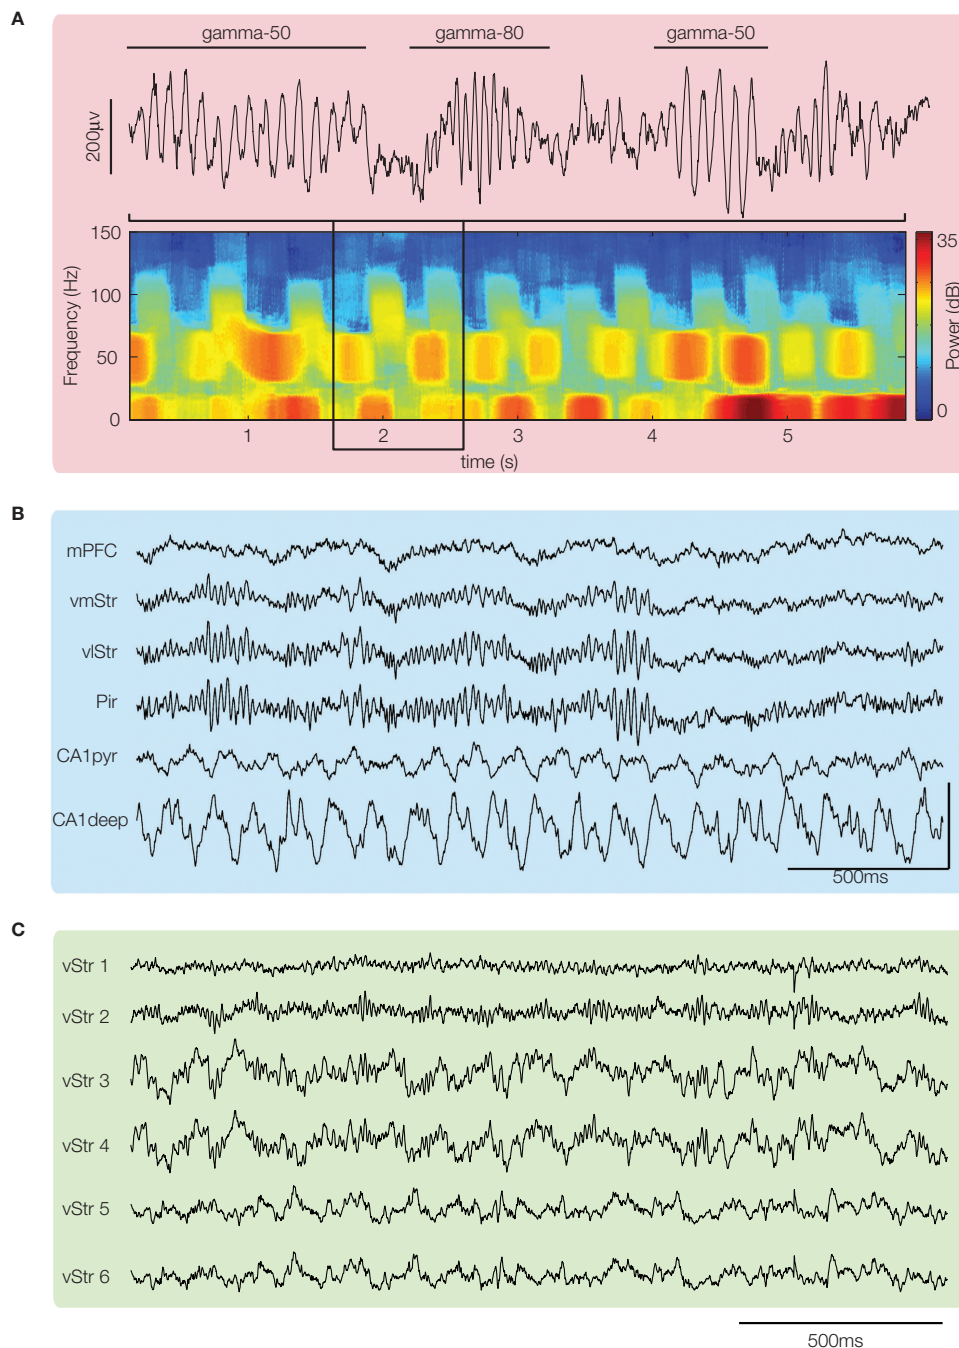 A
gamma-50 gamma-80 gamma-50
200μv
150
100
50
0
Frequency (Hz)
1 2 3 4 5
time (s)
35
0
Power (dB)
B
mPFC
vmStr
vlStr
Pir
CA1pyr
CA1deep
500ms
C
vStr 1
vStr 2
vStr 3
vStr 4
vStr 5
vStr 6
500ms